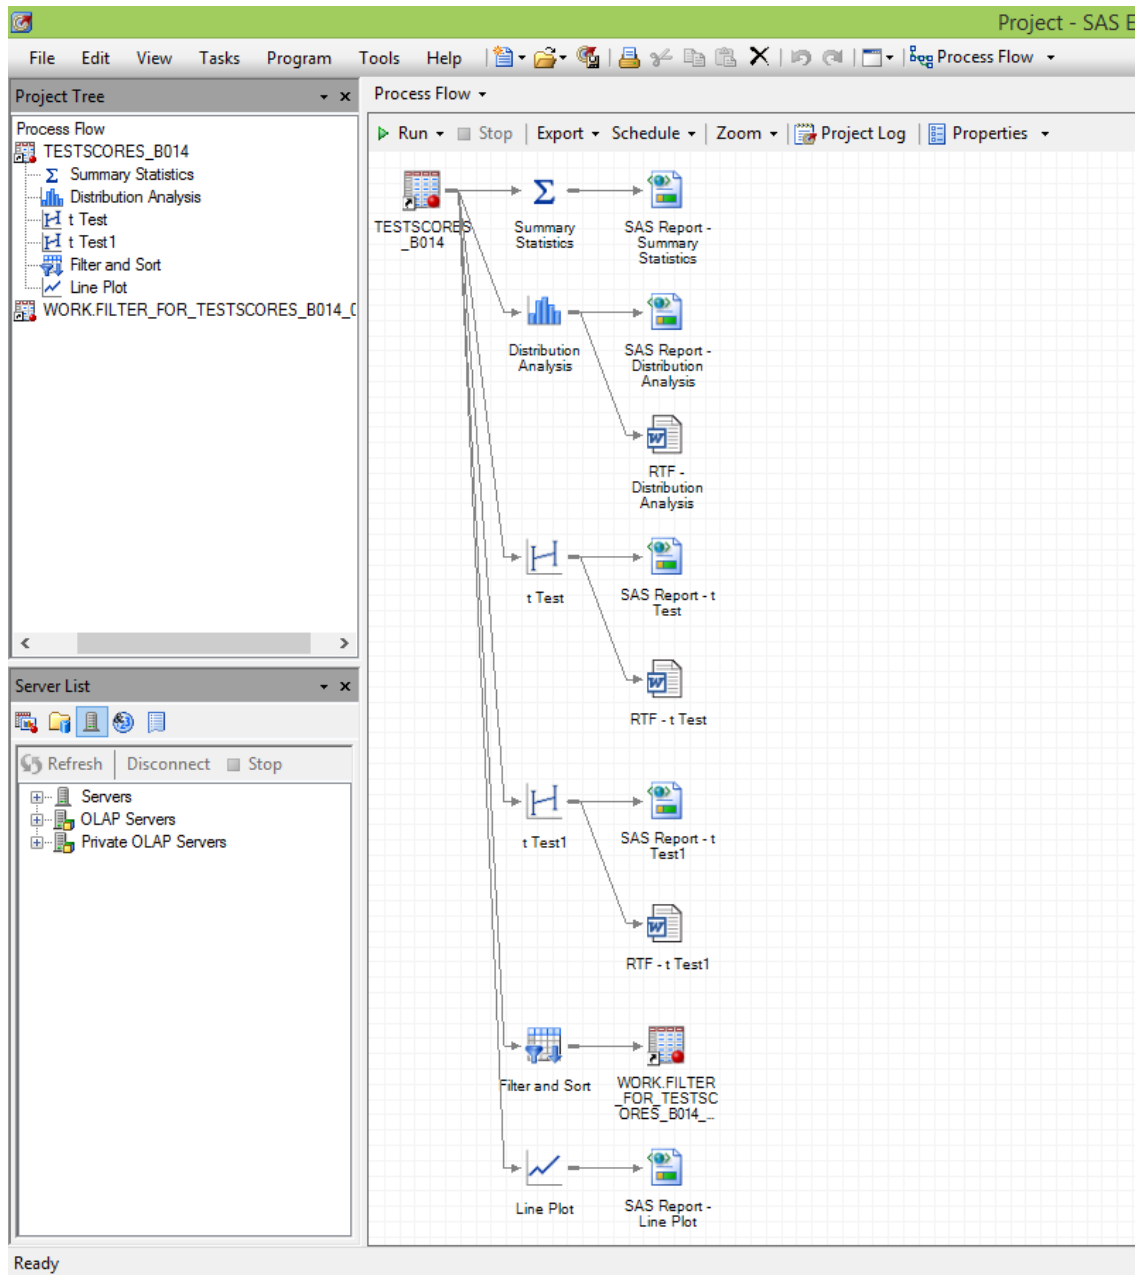 Project - SAS E
File Edit View Tasks Program Tools Help Process Flow
Project Tree
Process Flow
TESTSCORES_B014
Summary Statistics
Distribution Analysis
t Test
t Test1
Filter and Sort
Line Plot
WORK.FILTER_FOR_TESTSCORES_B014_0
Server List
Refresh Disconnect Stop
Servers
OLAP Servers
Private OLAP Servers
Process Flow
Run Stop Export Schedule Zoom Project Log Properties
TESTSCORES
_B014
Summary
Statistics
SAS Report -
Summary
Statistics
Distribution
Analysis
SAS Report -
Distribution
Analysis
RTF -
Distribution
Analysis
t Test
SAS Report - t
Test
RTF - t Test
t Test1
SAS Report - t
Test1
RTF - t Test1
Filter and Sort
WORK.FILTER
_FOR_TESTSC
ORES_B014_...
Line Plot
SAS Report -
Line Plot
Ready